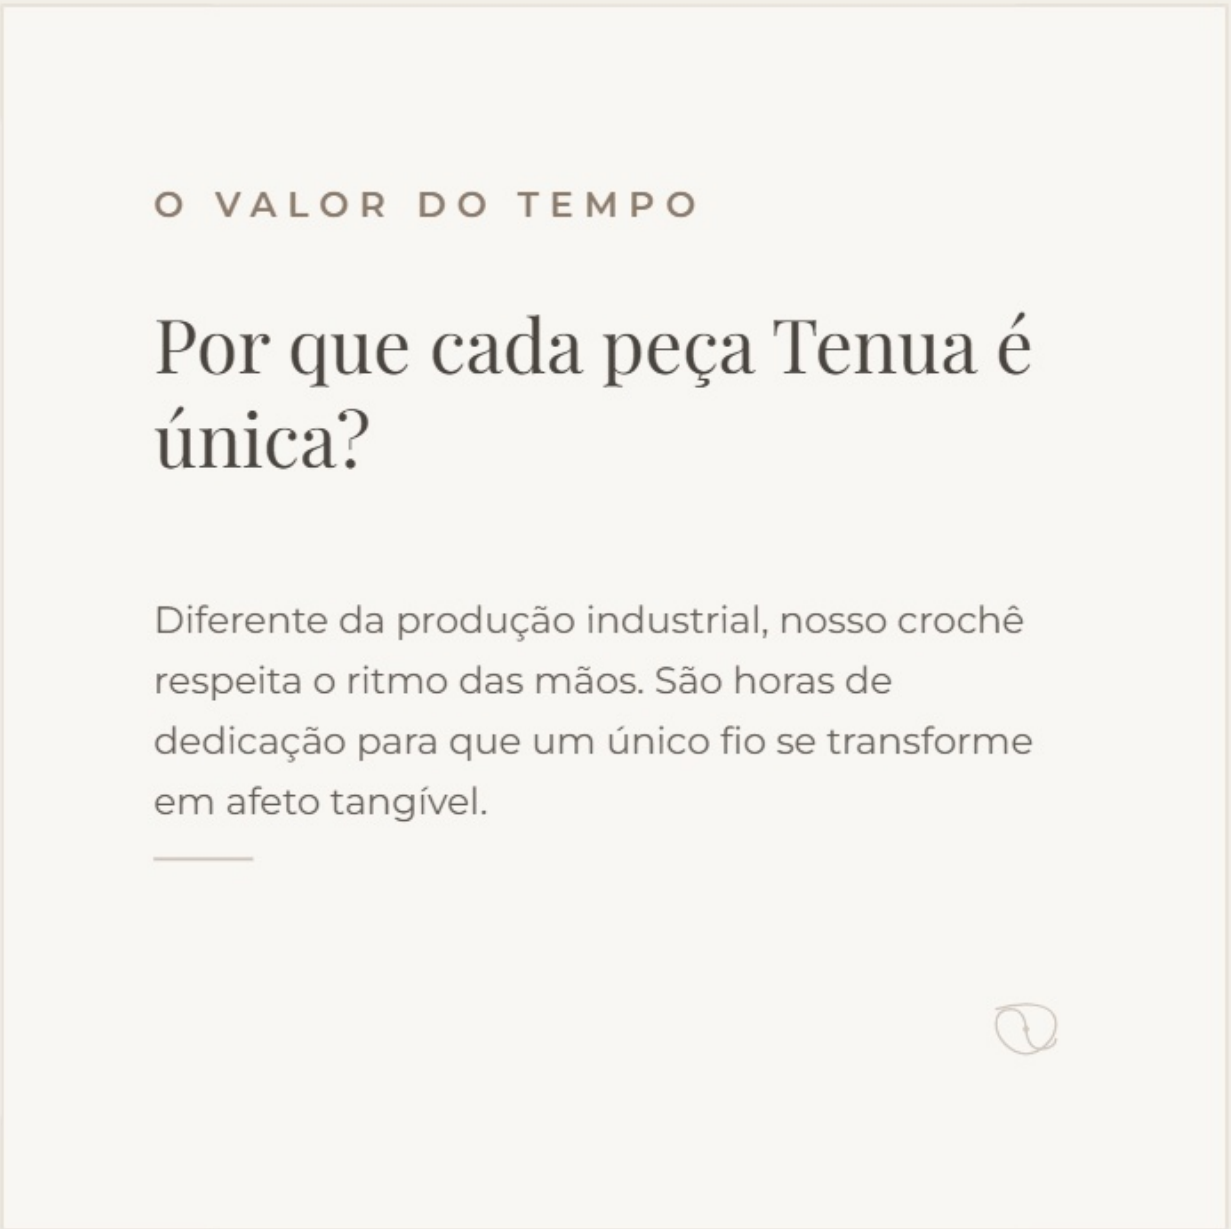 O VALOR DO TEMPO
Por que cada peça Tenua é
única?
Diferente da produção industrial, nosso crochê
respeita o ritmo das mãos. São horas de
dedicação para que um único fio se transforme
em afeto tangível.